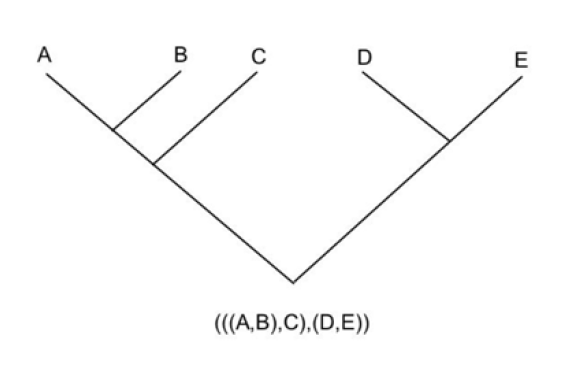 A B C D E
(((A,B),C),(D,E))